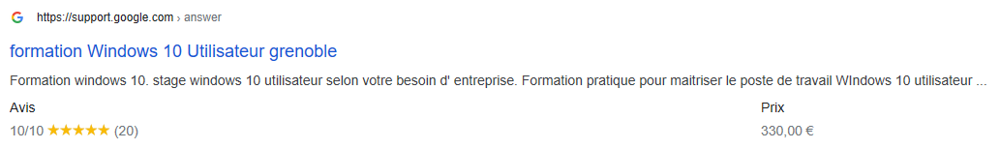 https://support.google.com › answer
formation Windows 10 Utilisateur grenoble
Formation windows 10. stage windows 10 utilisateur selon votre besoin d' entreprise. Formation pratique pour maitriser le poste de travail WIndows 10 utilisateur ...
Avis Prix
10/10 ★★★★★ (20) 330,00 €